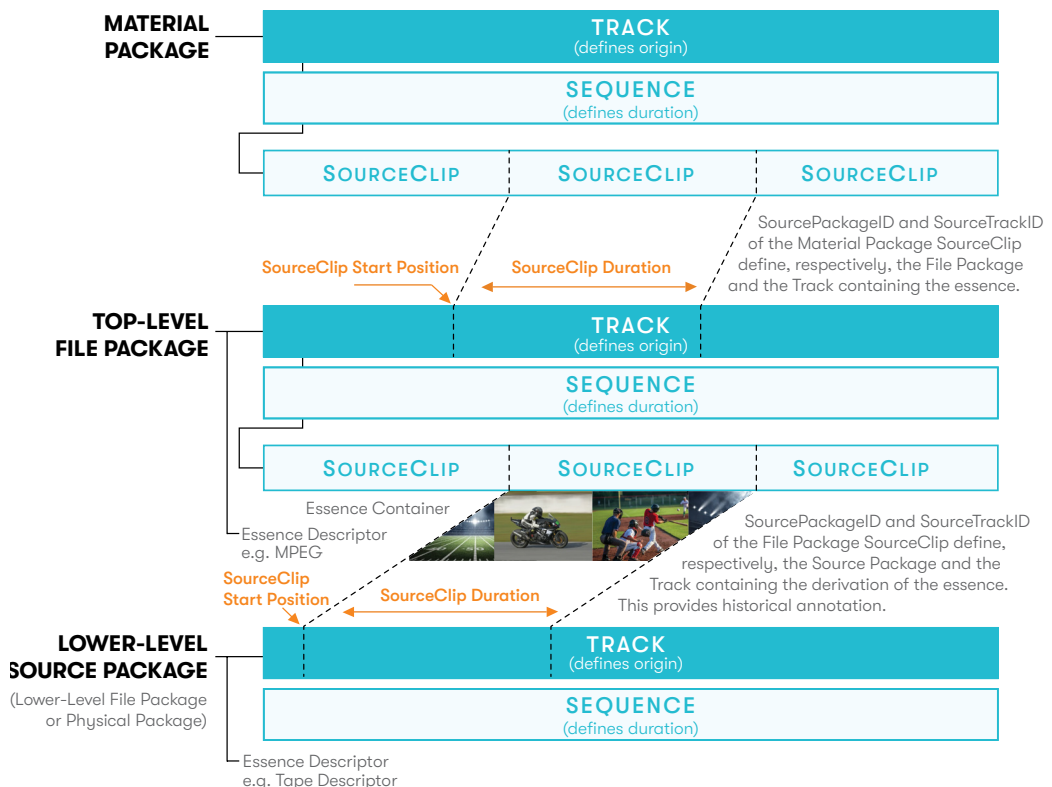 MATERIAL
PACKAGE
TRACK
(defines origin)
SEQUENCE
(defines duration)
SOURCECLIP
SOURCECLIP
SOURCECLIP
SourcePackageID and SourceTrackID
of the Material Package SourceClip
define, respectively, the File Package
and the Track containing the essence.
SourceClip Start Position
SourceClip Duration
TOP-LEVEL
FILE PACKAGE
TRACK
(defines origin)
SEQUENCE
(defines duration)
SOURCECLIP
SOURCECLIP
SOURCECLIP
Essence Container
Essence Descriptor
e.g. MPEG
SourcePackageID and SourceTrackID
of the File Package SourceClip define,
respectively, the Source Package and the
Track containing the derivation of the essence.
This provides historical annotation.
SourceClip
Start Position
SourceClip Duration
LOWER-LEVEL
SOURCE PACKAGE
(Lower-Level File Package
or Physical Package)
TRACK
(defines origin)
SEQUENCE
(defines duration)
Essence Descriptor
e.g. Tape Descriptor